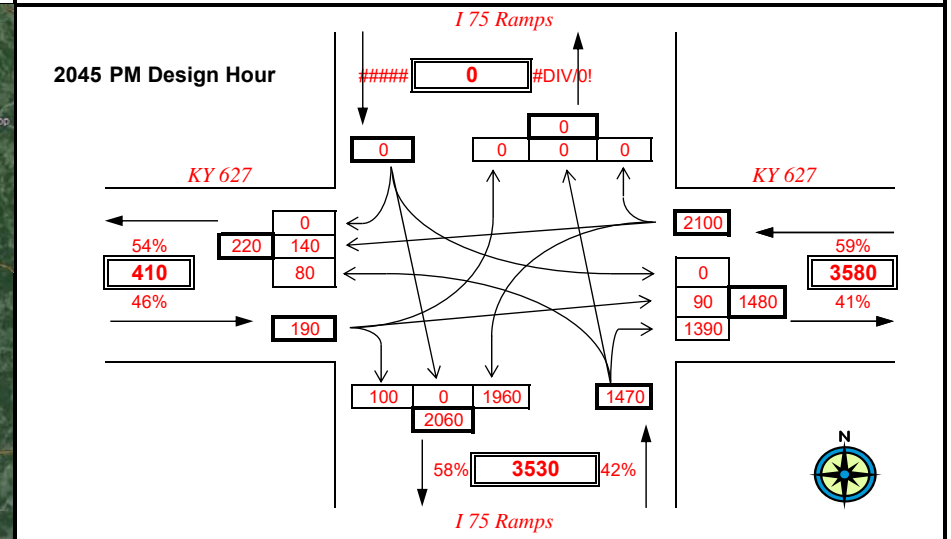 I 75 Ramps
2045 PM Design Hour
##### 0 #DIV/0!
0
0 0 0 0
KY 627 KY 627
0 2100
54% 220 140 59%
410 80 0 3580
46% 90 1480 41%
190 1390
100 0 1960 1470
2060
N
58% 3530 42%
I 75 Ramps